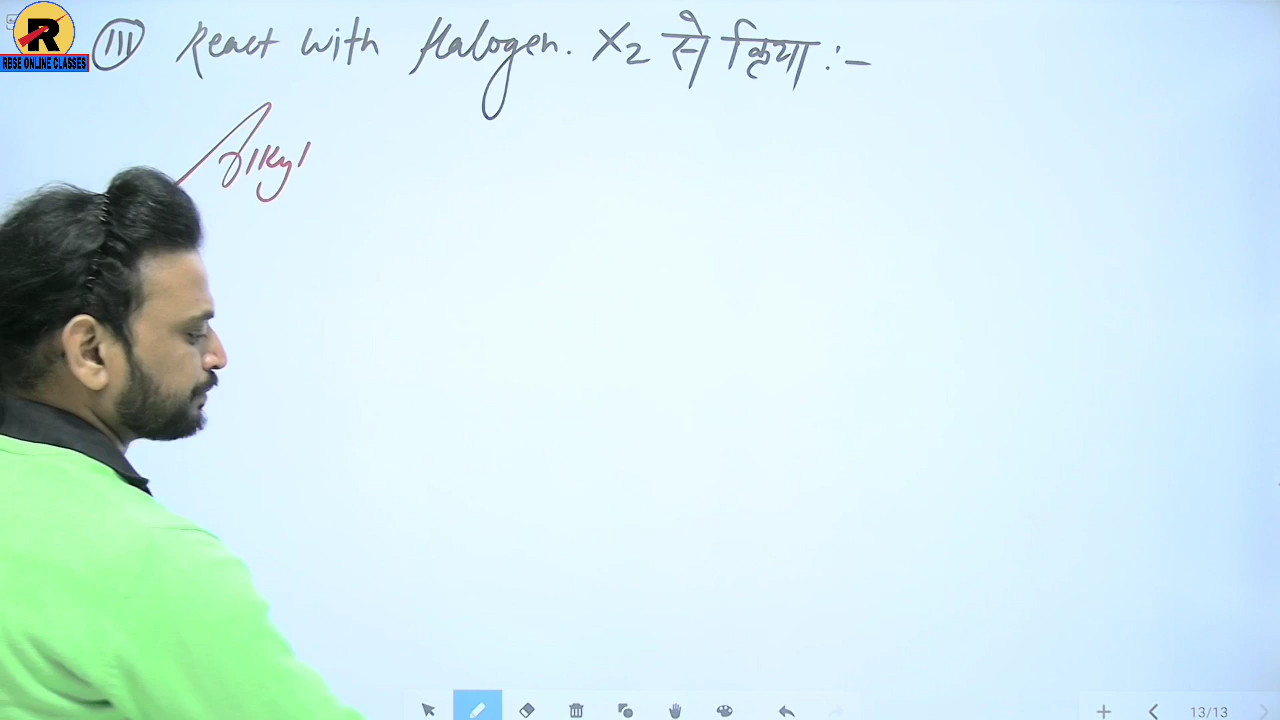 R
RBSE ONLINE CLASSES
(III) React with Halogen. X2 से क्रिया :-
Alkyl
13/13